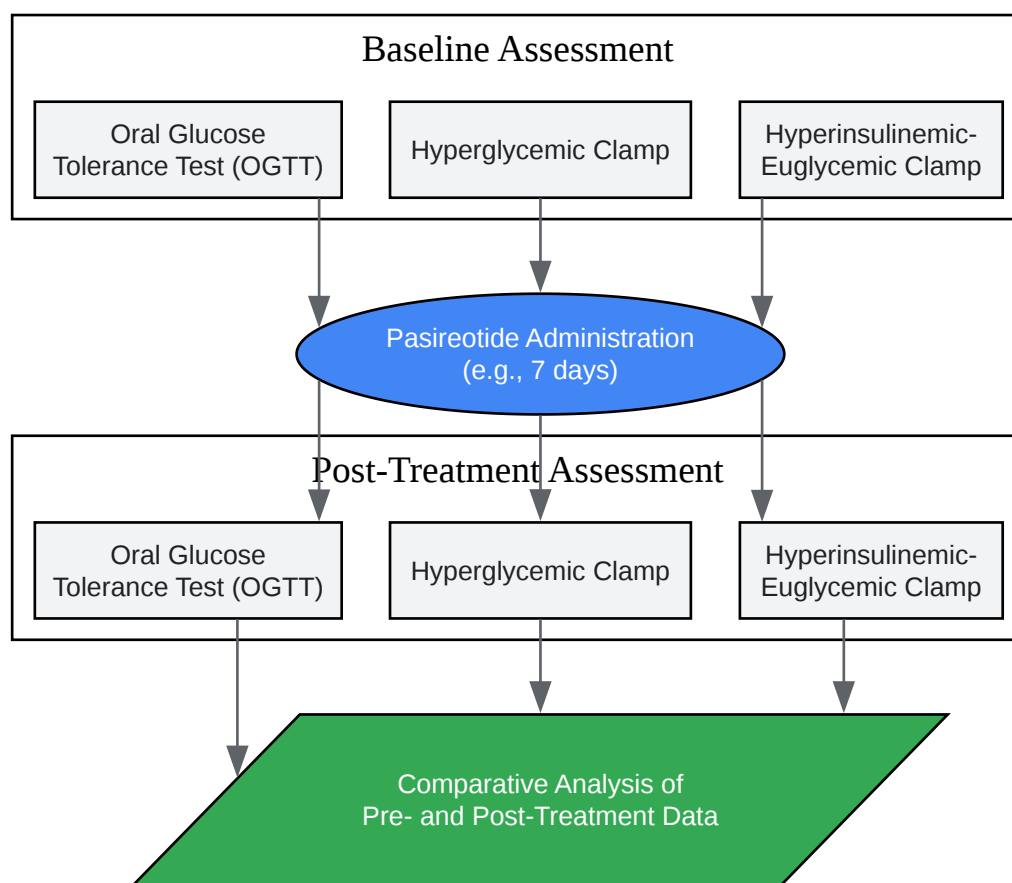 Baseline Assessment
Oral Glucose
Tolerance Test (OGTT)
Hyperglycemic Clamp
Hyperinsulinemic-
Euglycemic Clamp
Pasireotide Administration
(e.g., 7 days)
Post-Treatment Assessment
Oral Glucose
Tolerance Test (OGTT)
Hyperglycemic Clamp
Hyperinsulinemic-
Euglycemic Clamp
Comparative Analysis of
Pre- and Post-Treatment Data